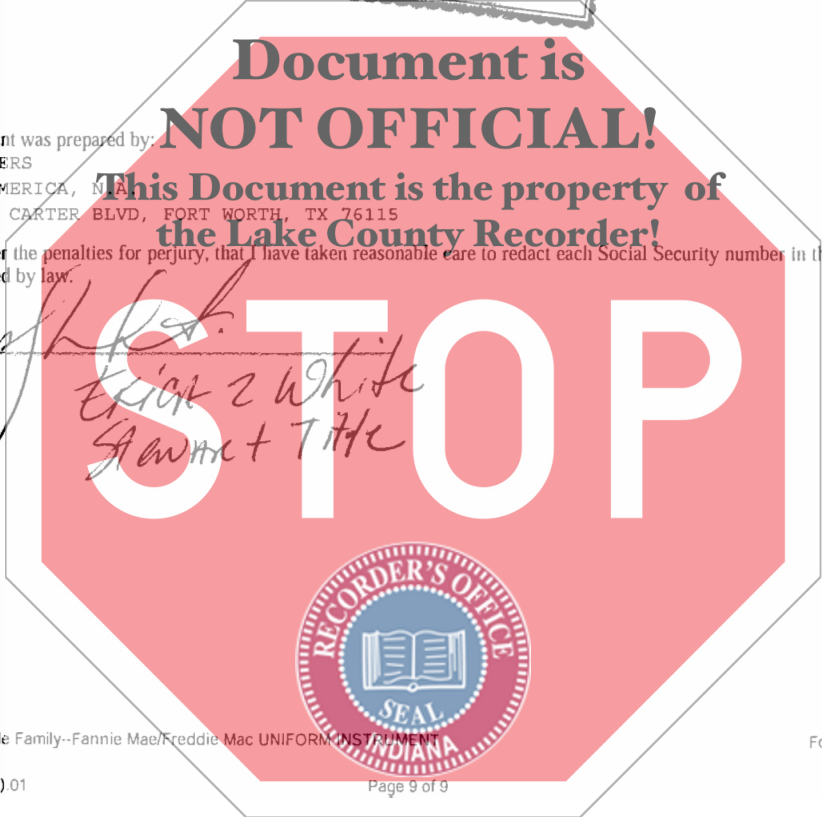 Document is
NOT OFFICIAL!
This Document is the property of
the Lake County Recorder!
nt was prepared by:
ERS
MERICA, N.A.
CARTER BLVD, FORT WORTH, TX 76115
r the penalties for perjury, that I have taken reasonable care to redact each Social Security number in th
d by law.
STOP
Erica 2 White
Stewart Title
RECORDER'S OFFICE
SEAL
INDIANA
e Family--Fannie Mae/Freddie Mac UNIFORM INSTRUMENT
Fo
).01
Page 9 of 9